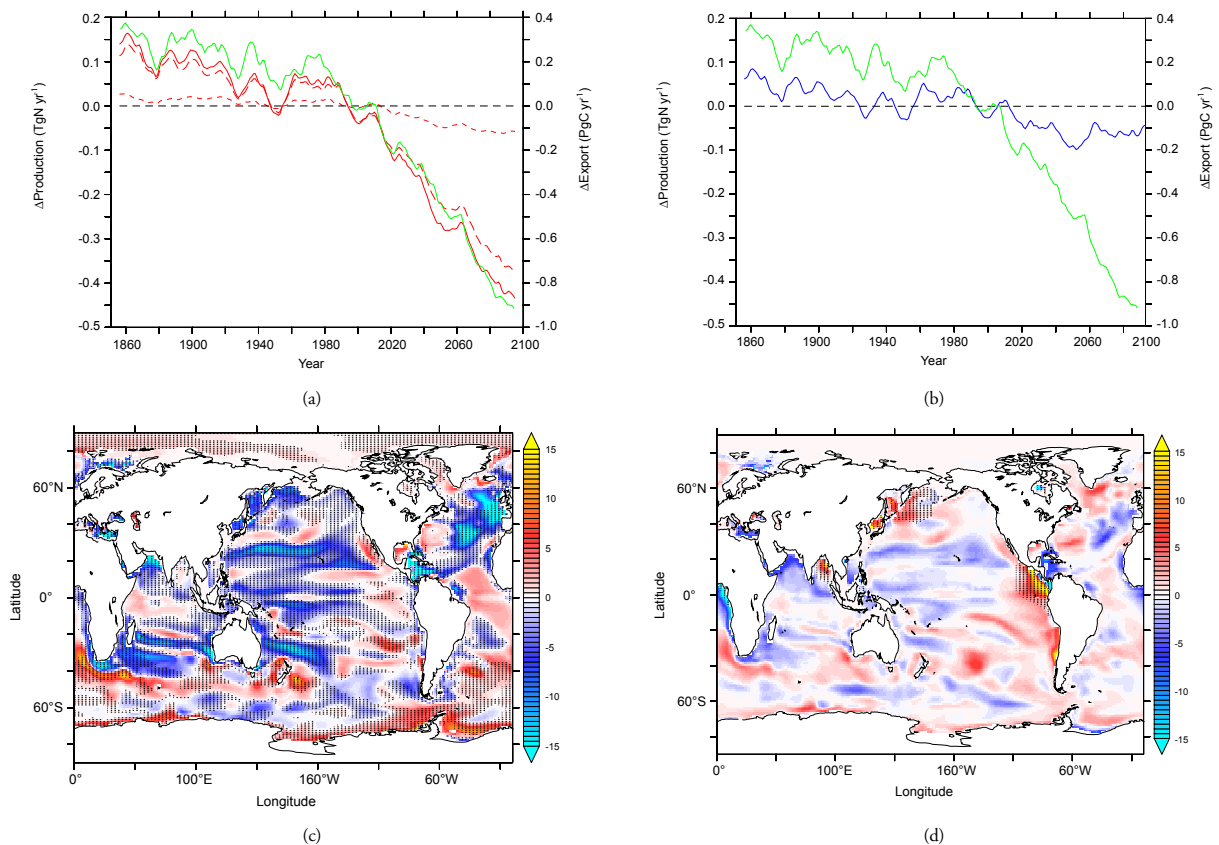 0.2
0.1
0.0
-0.1
-0.2
-0.3
-0.4
-0.5
ΔProduction (TgN yr⁻¹)
0.4
0.2
0.0
-0.2
-0.4
-0.6
-0.8
-1.0
ΔExport (PgC yr⁻¹)
1860 1900 1940 1980 2020 2060 2100
Year
(a)
0.2
0.1
0.0
-0.1
-0.2
-0.3
-0.4
-0.5
ΔProduction (TgN yr⁻¹)
0.4
0.2
0.0
-0.2
-0.4
-0.6
-0.8
-1.0
ΔExport (PgC yr⁻¹)
1860 1900 1940 1980 2020 2060 2100
Year
(b)
60°N
0°
60°S
Latitude
0° 100°E 160°W 60°W
Longitude
15
10
5
0
-5
-10
-15
(c)
60°N
0°
60°S
Latitude
0° 100°E 160°W 60°W
Longitude
15
10
5
0
-5
-10
-15
(d)